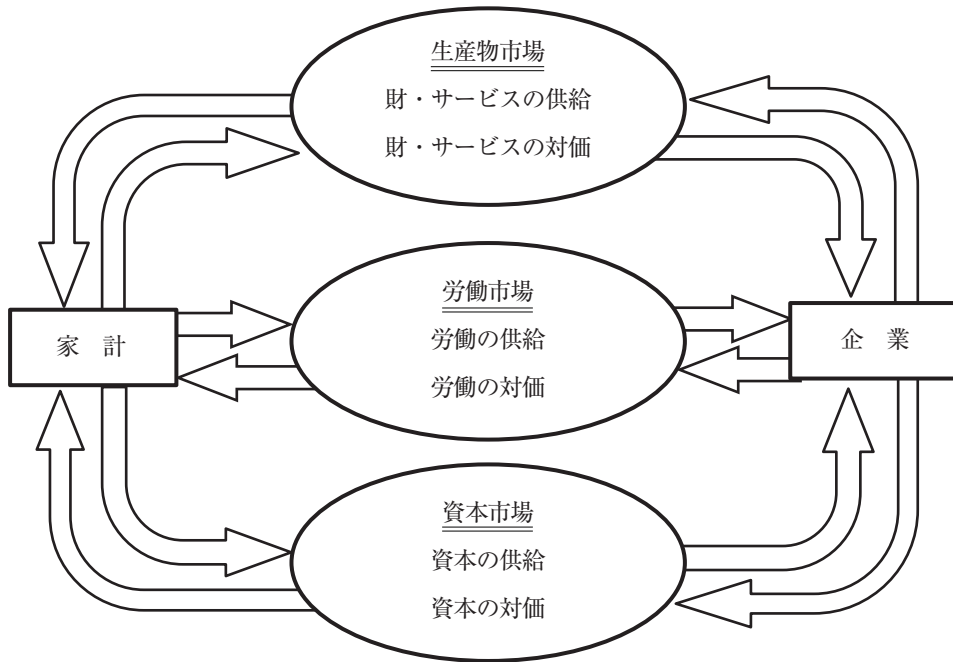 生産物市場
財・サービスの供給
財・サービスの対価
労働市場
労働の供給
労働の対価
家　計
企　業
資本市場
資本の供給
資本の対価